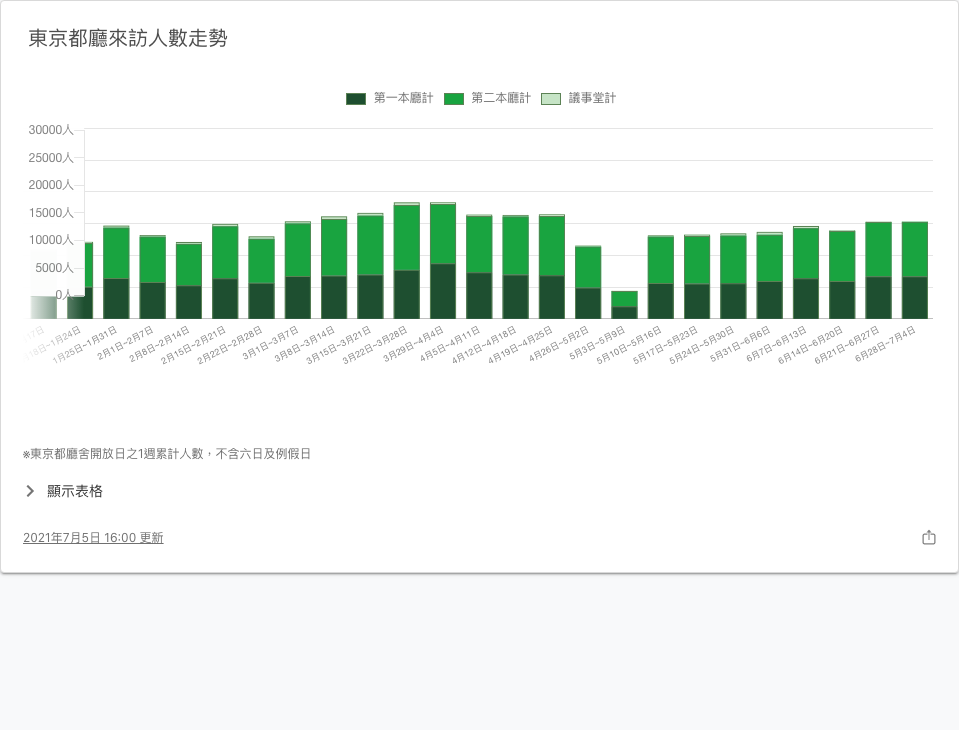 東京都廳來訪人數走勢
第一本廳計 第二本廳計 議事堂計
30000人
25000人
20000人
15000人
10000人
5000人
0人
1月25日~1月31日
2月1日~2月7日
2月8日~2月14日
2月15日~2月21日
2月22日~2月28日
3月1日~3月7日
3月8日~3月14日
3月15日~3月21日
3月22日~3月28日
3月29日~4月4日
4月5日~4月11日
4月12日~4月18日
4月19日~4月25日
4月26日~5月2日
5月3日~5月9日
5月10日~5月16日
5月17日~5月23日
5月24日~5月30日
5月31日~6月6日
6月7日~6月13日
6月14日~6月20日
6月21日~6月27日
6月28日~7月4日
※東京都廳舍開放日之1週累計人數，不含六日及例假日
顯示表格
2021年7月5日 16:00 更新